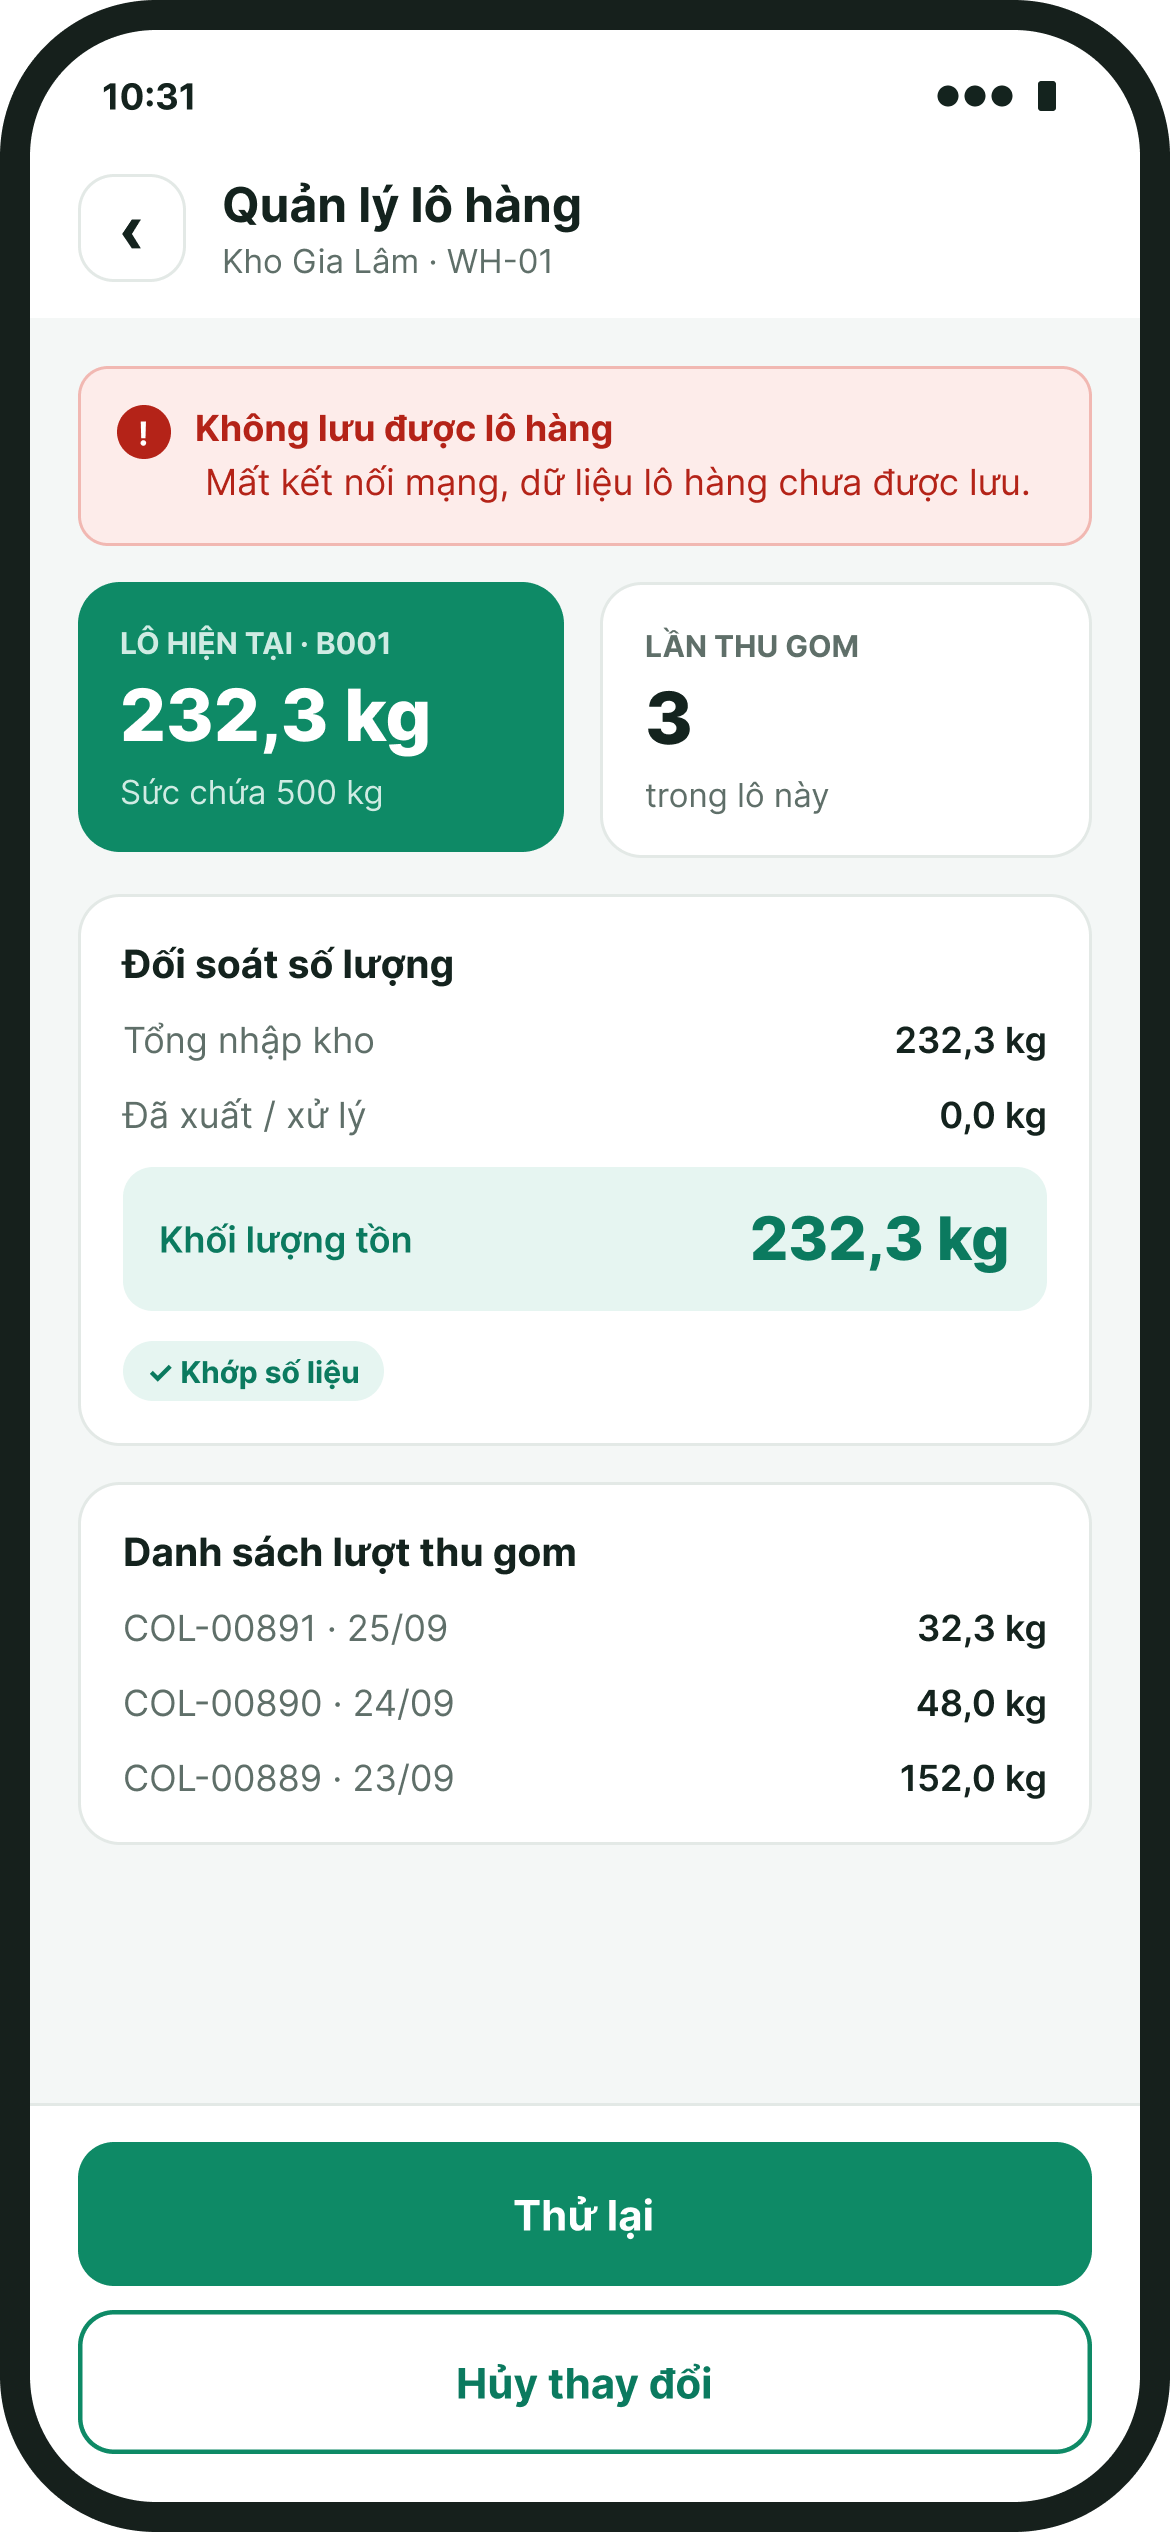 10:31
Quản lý lô hàng
Kho Gia Lâm · WH-01
!
Không lưu được lô hàng
Mất kết nối mạng, dữ liệu lô hàng chưa được lưu.
LÔ HIỆN TẠI · B001
232,3 kg
Sức chứa 500 kg
LẦN THU GOM
3
trong lô này
Đối soát số lượng
Tổng nhập kho 232,3 kg
Đã xuất / xử lý 0,0 kg
Khối lượng tồn 232,3 kg
✓ Khớp số liệu
Danh sách lượt thu gom
COL-00891 · 25/09 32,3 kg
COL-00890 · 24/09 48,0 kg
COL-00889 · 23/09 152,0 kg
Thử lại
Hủy thay đổi